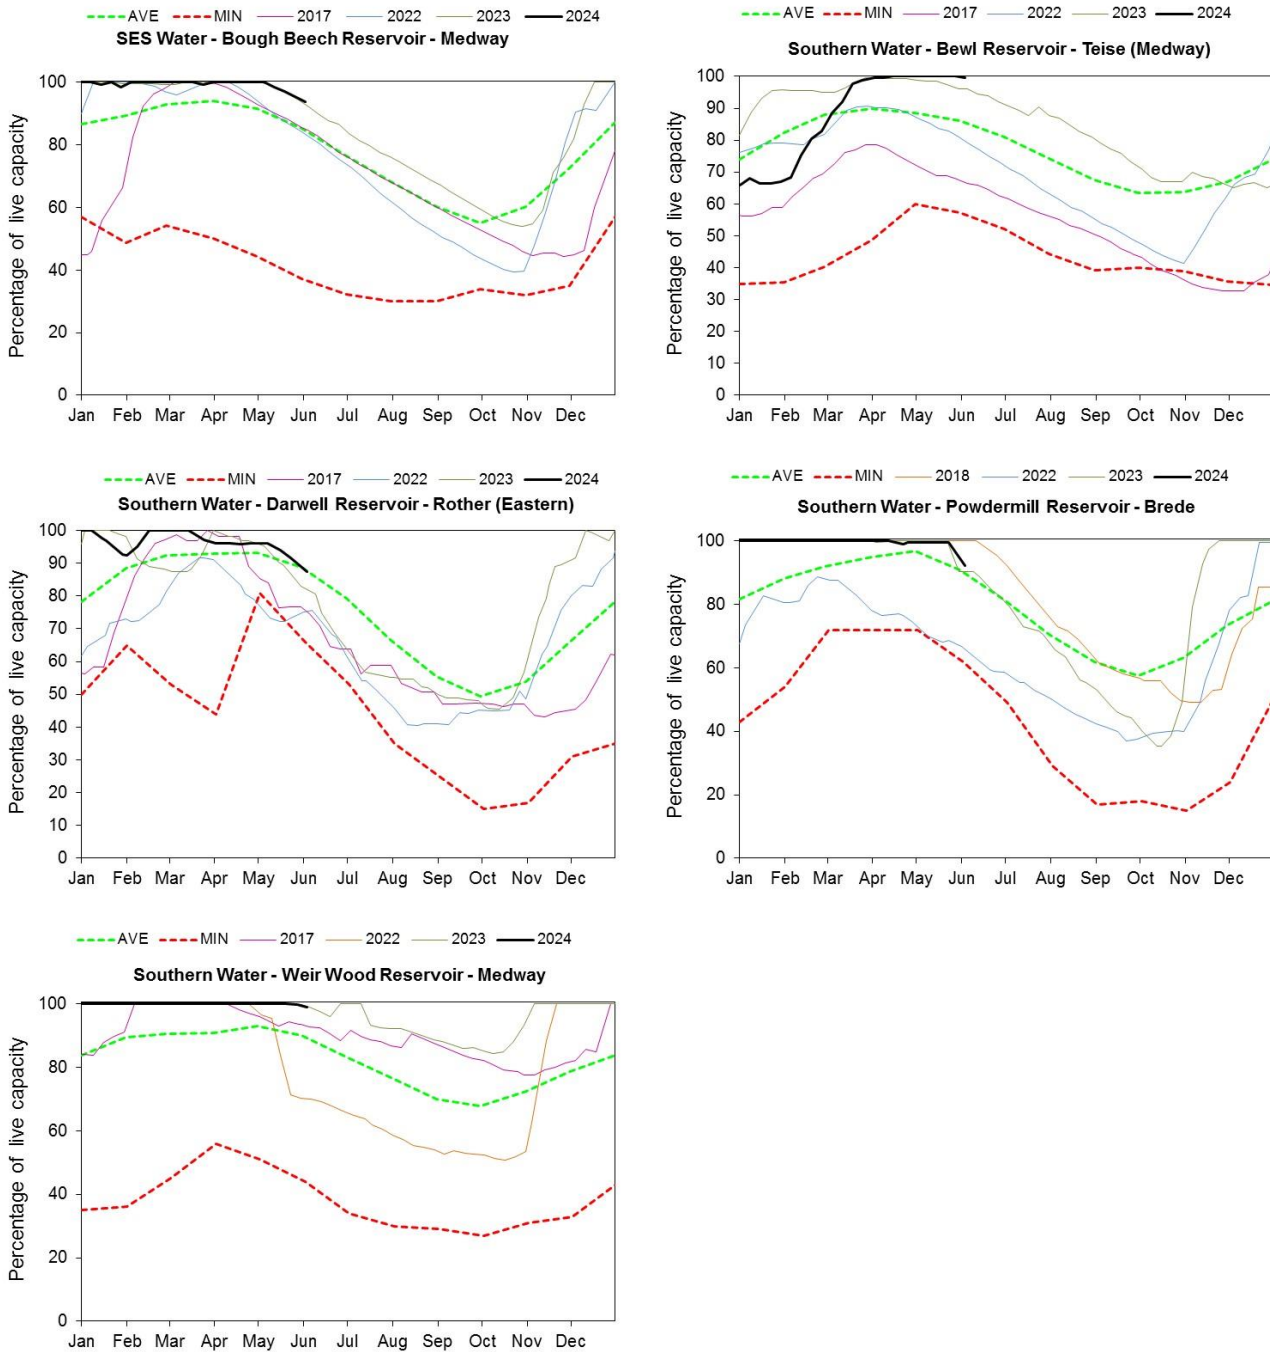 AVE MIN 2017 2022 2023 2024
SES Water - Bough Beech Reservoir - Medway
Percentage of live capacity
100
80
60
40
20
0
Jan Feb Mar Apr May Jun Jul Aug Sep Oct Nov Dec
AVE MIN 2017 2022 2023 2024
Southern Water - Bewl Reservoir - Teise (Medway)
Percentage of live capacity
100
90
80
70
60
50
40
30
20
10
0
Jan Feb Mar Apr May Jun Jul Aug Sep Oct Nov Dec
AVE MIN 2017 2022 2023 2024
Southern Water - Darwell Reservoir - Rother (Eastern)
Percentage of live capacity
100
90
80
70
60
50
40
30
20
10
0
Jan Feb Mar Apr May Jun Jul Aug Sep Oct Nov Dec
AVE MIN 2018 2022 2023 2024
Southern Water - Powdermill Reservoir - Brede
Percentage of live capacity
100
80
60
40
20
0
Jan Feb Mar Apr May Jun Jul Aug Sep Oct Nov Dec
AVE MIN 2017 2022 2023 2024
Southern Water - Weir Wood Reservoir - Medway
Percentage of live capacity
100
80
60
40
20
0
Jan Feb Mar Apr May Jun Jul Aug Sep Oct Nov Dec